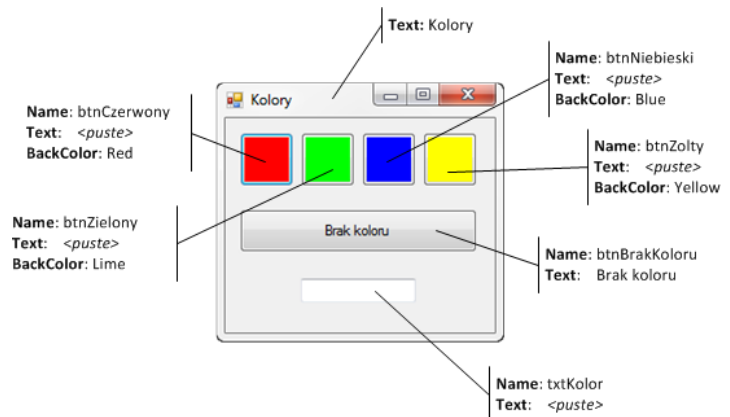 Text: Kolory
Name: btnNiebieski
Text: <puste>
BackColor: Blue
Kolory
Name: btnCzerwony
Text: <puste>
BackColor: Red
Name: btnZolty
Text: <puste>
BackColor: Yellow
Name: btnZielony
Text: <puste>
BackColor: Lime
Brak koloru
Name: btnBrakKoloru
Text: Brak koloru
Name: txtKolor
Text: <puste>